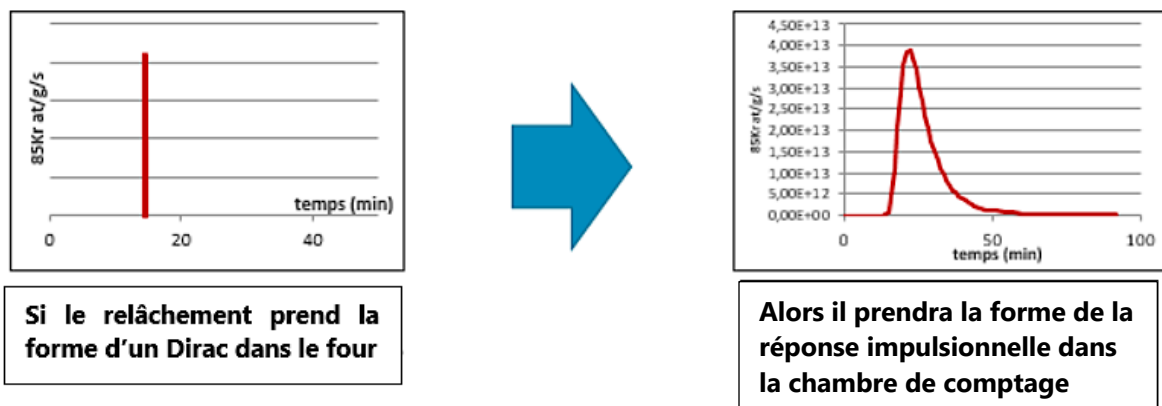 85Kr at/g/s
temps (min)
0
20
40
Si le relâchement prend la
forme d'un Dirac dans le four
4,50E+13
4,00E+13
3,50E+13
3,00E+13
2,50E+13
2,00E+13
1,50E+13
1,00E+13
5,00E+12
0,00E+00
85Kr at/g/s
0
50
100
temps (min)
Alors il prendra la forme de la
réponse impulsionnelle dans
la chambre de comptage